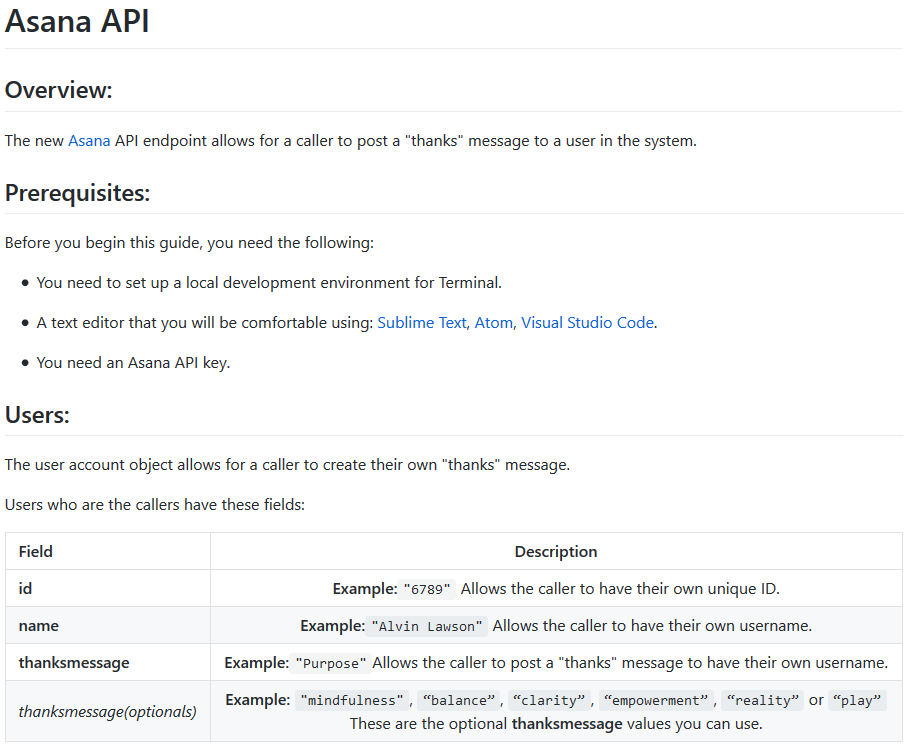 Asana API
Overview:
The new Asana API endpoint allows for a caller to post a "thanks" message to a user in the system.
Prerequisites:
Before you begin this guide, you need the following:
• You need to set up a local development environment for Terminal.
• A text editor that you will be comfortable using: Sublime Text, Atom, Visual Studio Code.
• You need an Asana API key.
Users:
The user account object allows for a caller to create their own "thanks" message.
Users who are the callers have these fields:
Field Description
id Example: "6789" Allows the caller to have their own unique ID.
name Example: "Alvin Lawson" Allows the caller to have their own username.
thanksmessage Example: "Purpose" Allows the caller to post a "thanks" message to have their own username.
thanksmessage(optionals) Example: "mindfulness", “balance”, “clarity”, “empowerment”, “reality” or “play”
These are the optional thanksmessage values you can use.